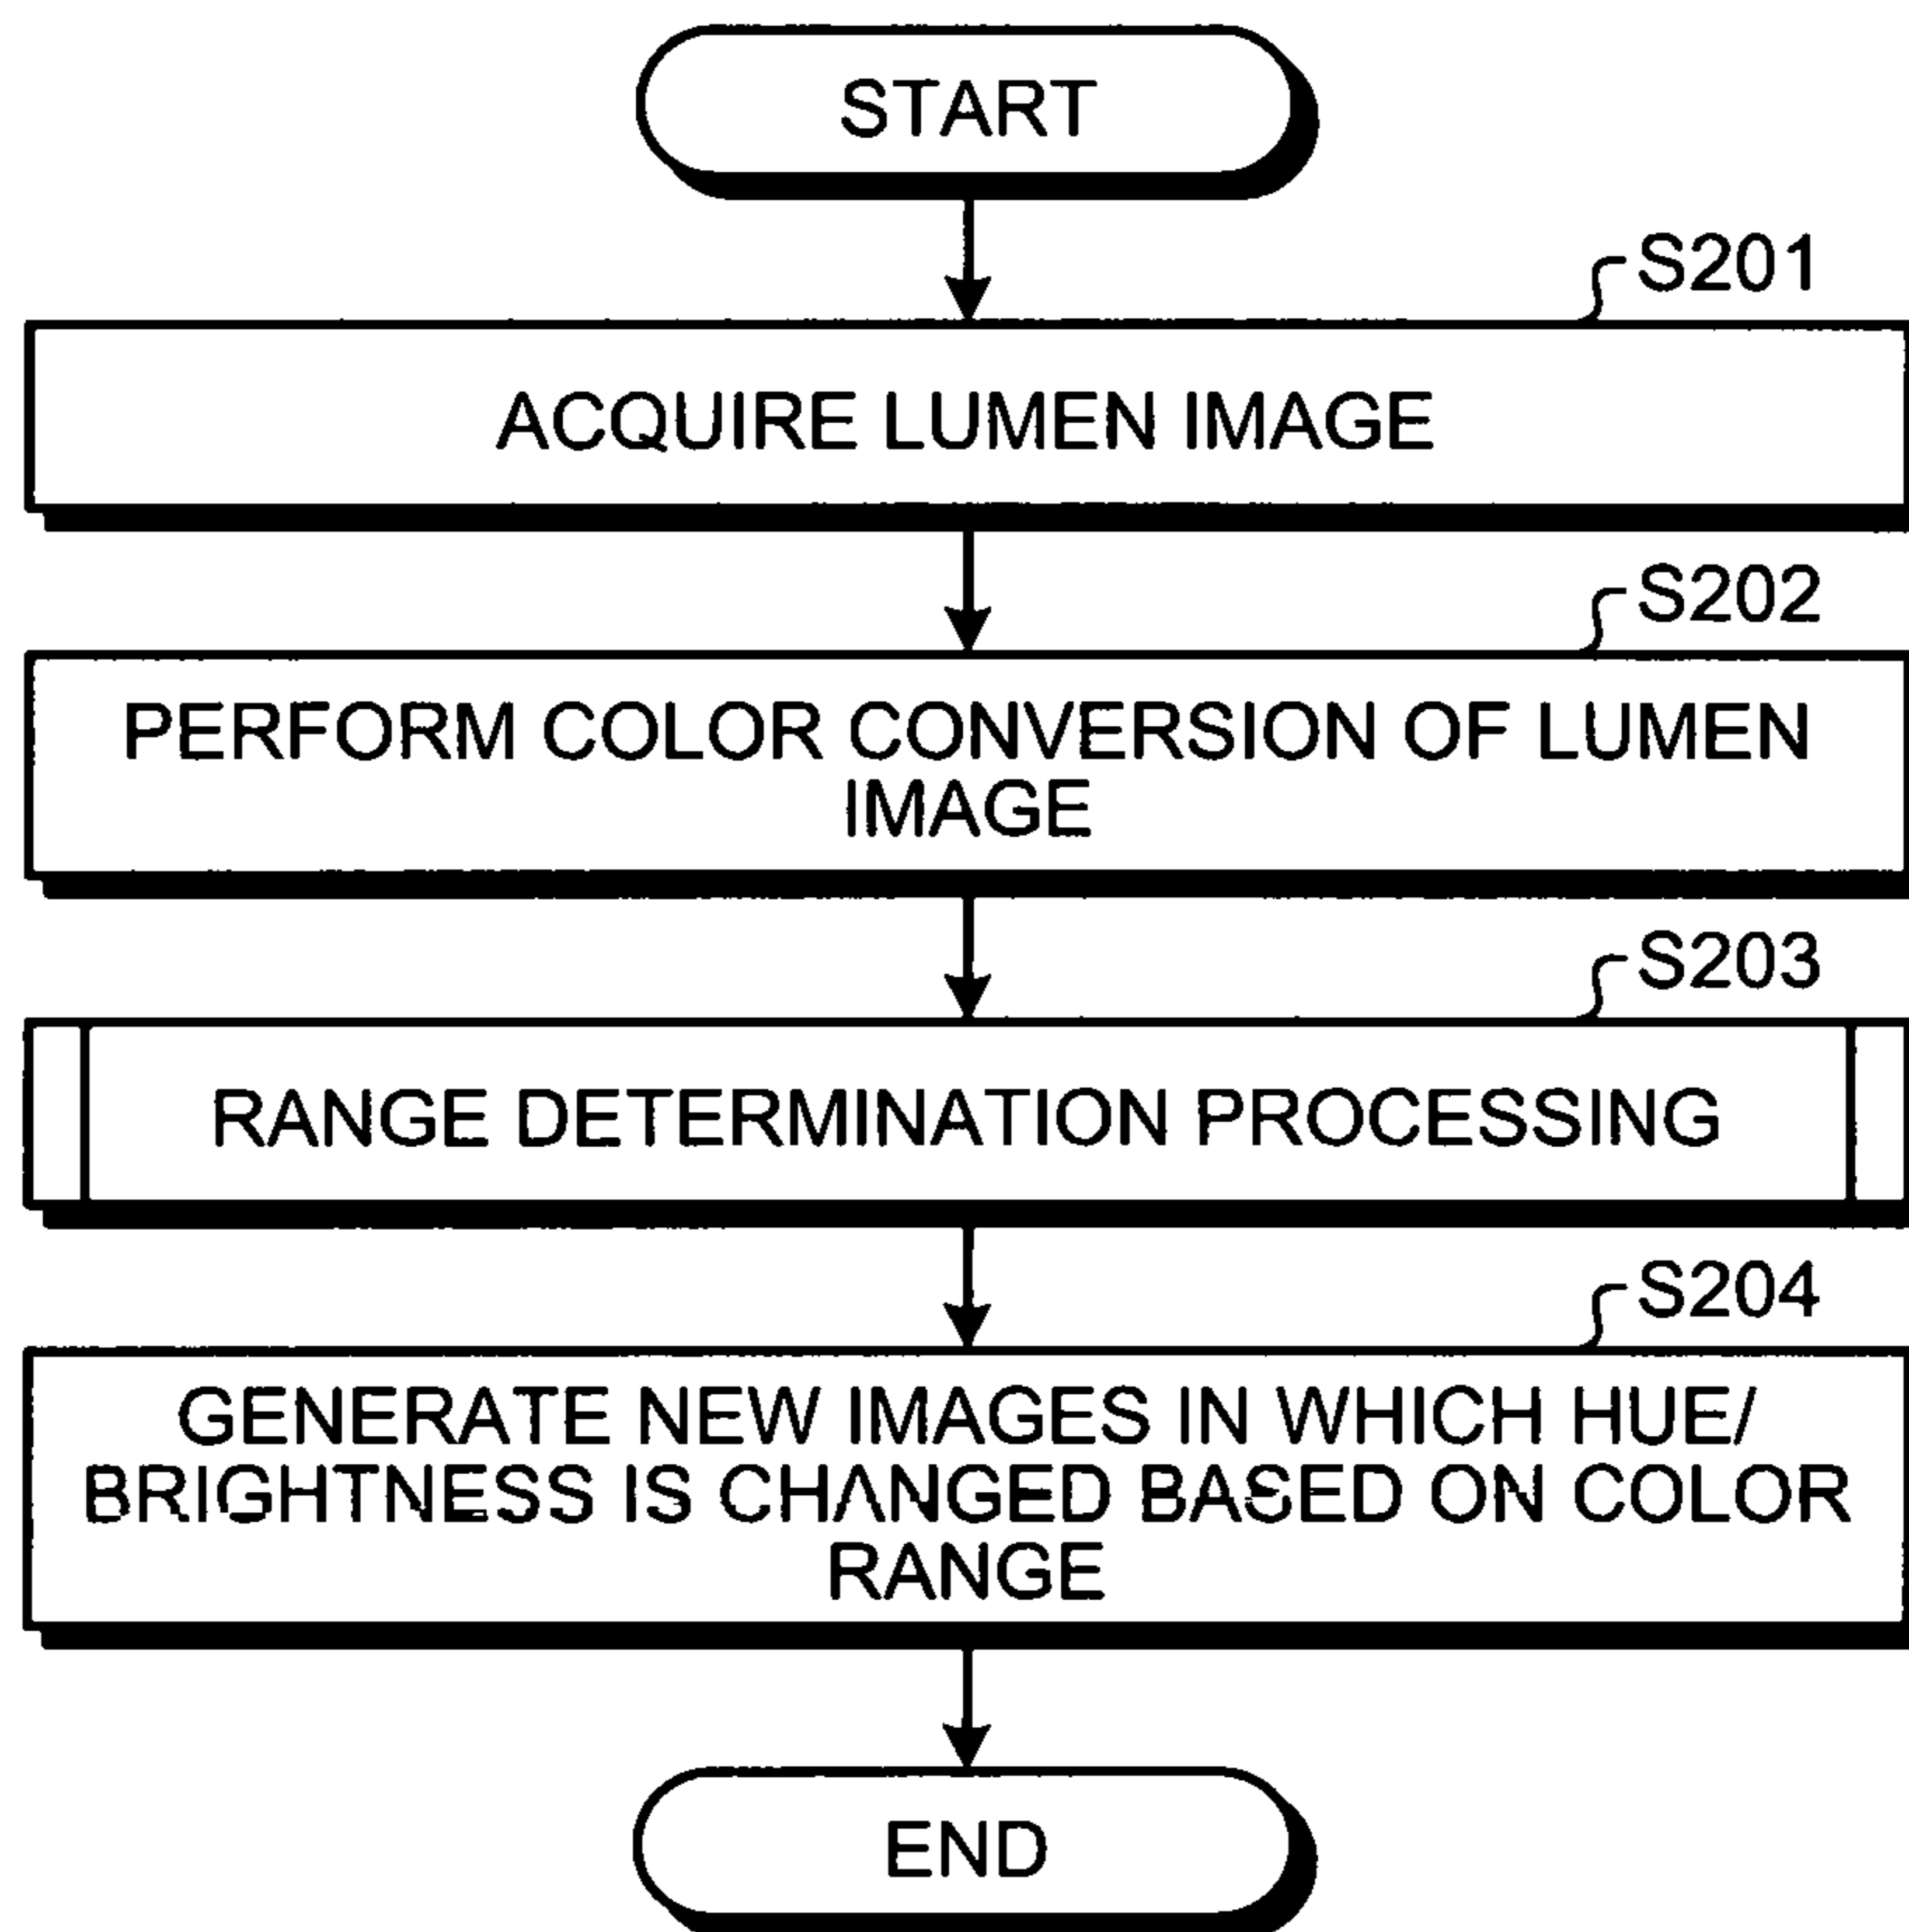 START
S201
ACQUIRE LUMEN IMAGE
S202
PERFORM COLOR CONVERSION OF LUMEN
IMAGE
S203
RANGE DETERMINATION PROCESSING
S204
GENERATE NEW IMAGES IN WHICH HUE/
BRIGHTNESS IS CHANGED BASED ON COLOR
RANGE
END